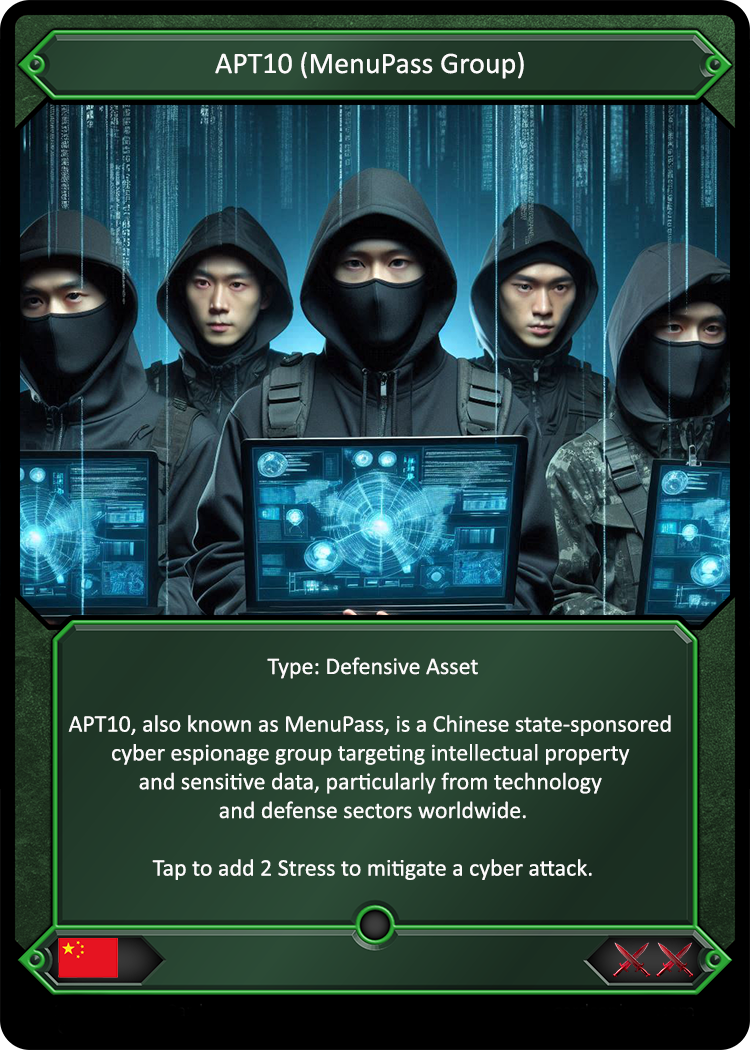 APT10 (MenuPass Group)
Type: Defensive Asset
APT10, also known as MenuPass, is a Chinese state-sponsored
cyber espionage group targeting intellectual property
and sensitive data, particularly from technology
and defense sectors worldwide.
Tap to add 2 Stress to mitigate a cyber attack.